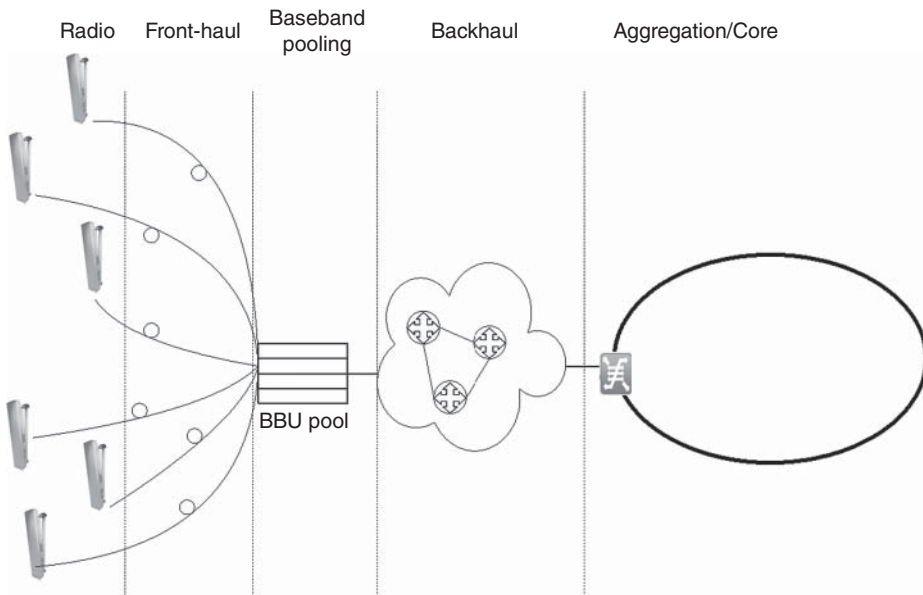 Radio
Front-haul
Baseband
pooling
Backhaul
Aggregation/Core
BBU pool